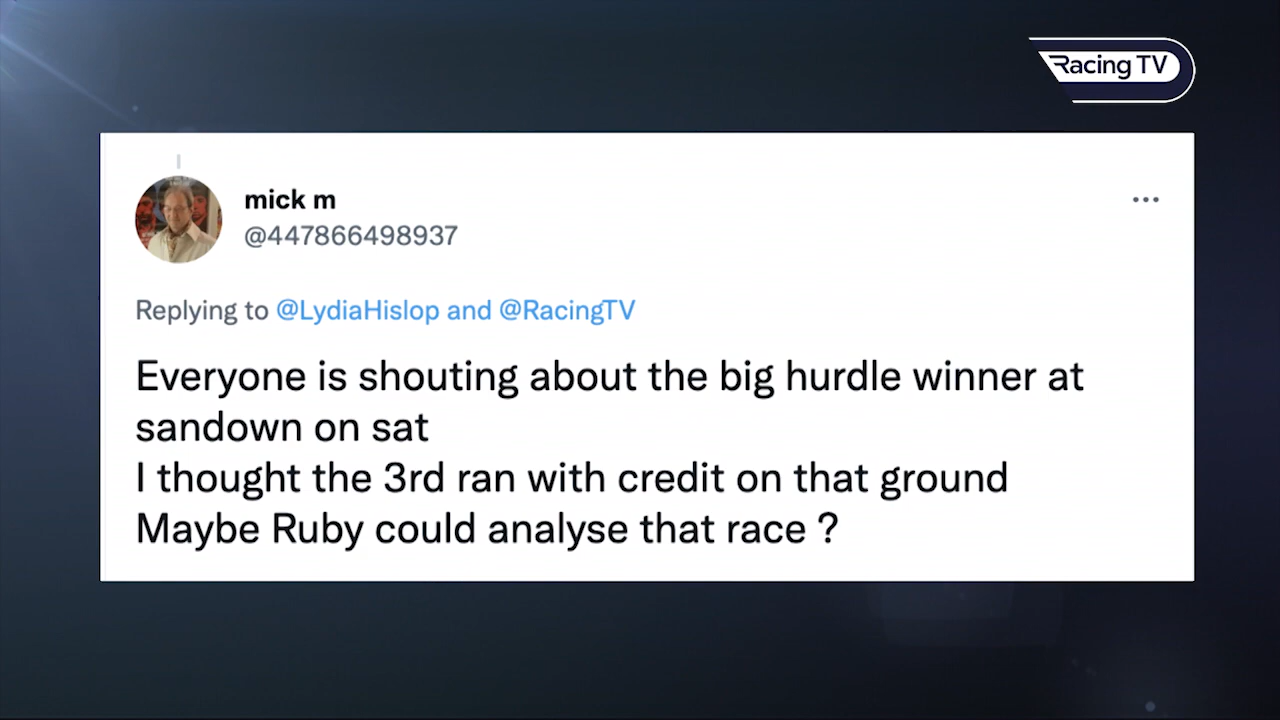 Racing TV
mick m
@447866498937
Replying to @LydiaHislop and @RacingTV
Everyone is shouting about the big hurdle winner at
sandown on sat
I thought the 3rd ran with credit on that ground
Maybe Ruby could analyse that race ?